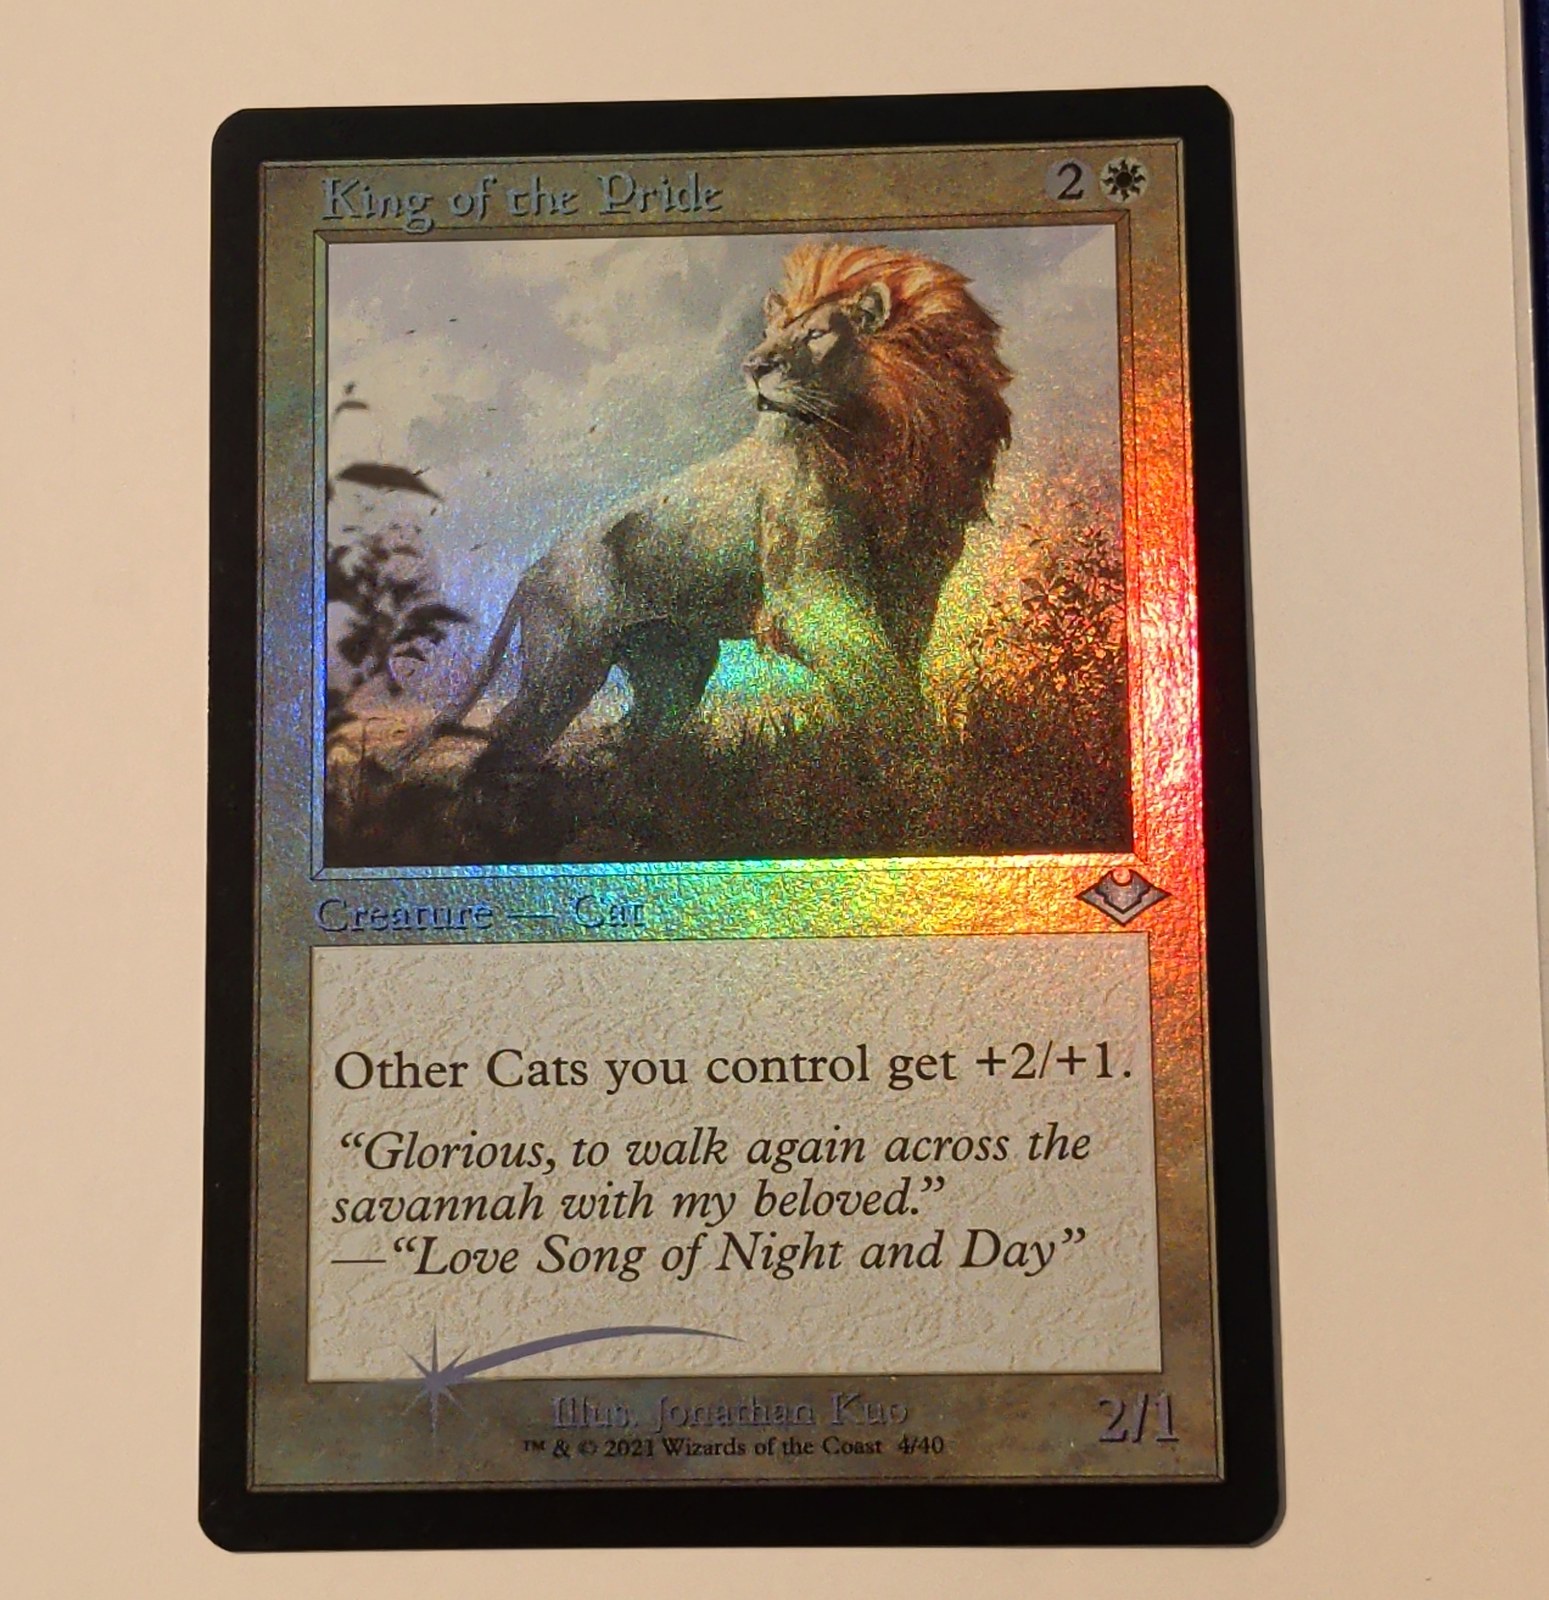 King of the Pride 2
Creature — Cat
Other Cats you control get +2/+1.
“Glorious, to walk again across the
savannah with my beloved.”
—“Love Song of Night and Day”
Illus. Jonathan Kuo
2/1
™ & © 2021 Wizards of the Coast 4/40